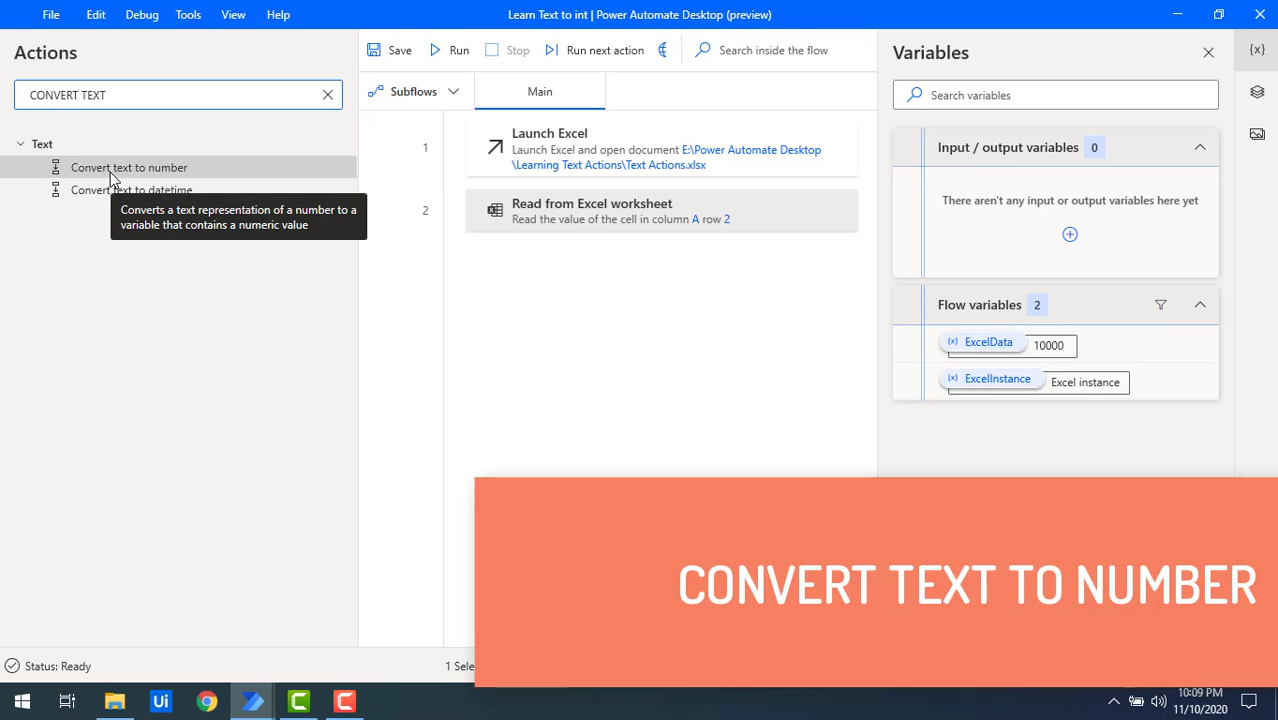 File Edit Debug Tools View Help
Learn Text to int | Power Automate Desktop (preview)
Actions
CONVERT TEXT
Text
Convert text to number
Convert text to datetime
Converts a text representation of a number to a
variable that contains a numeric value
Save Run Stop Run next action Search inside the flow
Subflows Main
1
Launch Excel
Launch Excel and open document E:\Power Automate Desktop
\Learning Text Actions\Text Actions.xlsx
2
Read from Excel worksheet
Read the value of the cell in column A row 2
Variables
{x}
Search variables
Input / output variables 0
There aren't any input or output variables here yet
Flow variables 2
(x) ExcelData 10000
(x) ExcelInstance Excel instance
CONVERT TEXT TO NUMBER
Status: Ready
1 Sele
Ui
C
C
10:09 PM
11/10/2020